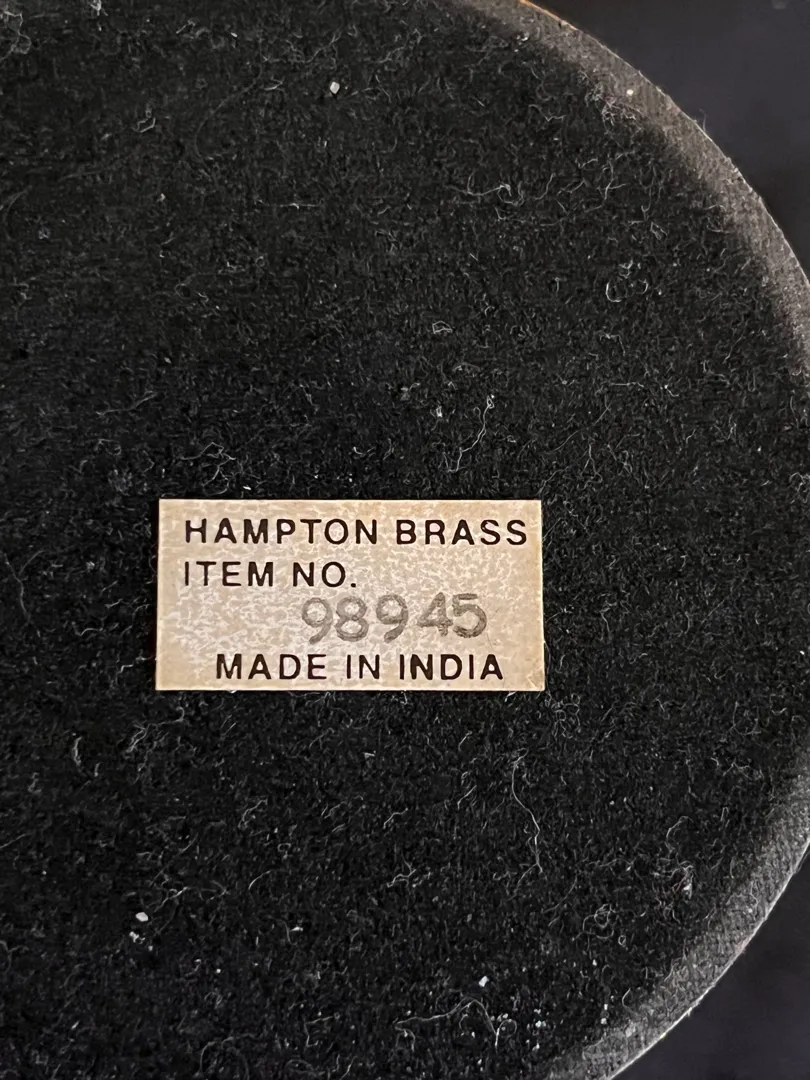 HAMPTON BRASS
ITEM NO.
98945
MADE IN INDIA